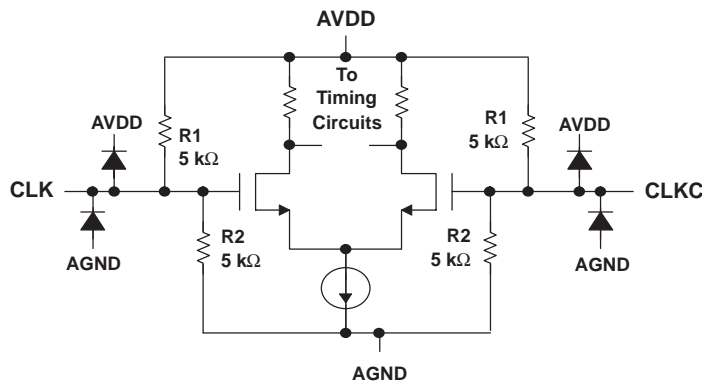 AVDD
To
Timing
Circuits
AVDD
R1
5 kΩ
R1
5 kΩ
AVDD
CLK
CLKC
AGND
R2
5 kΩ
R2
5 kΩ
AGND
AGND